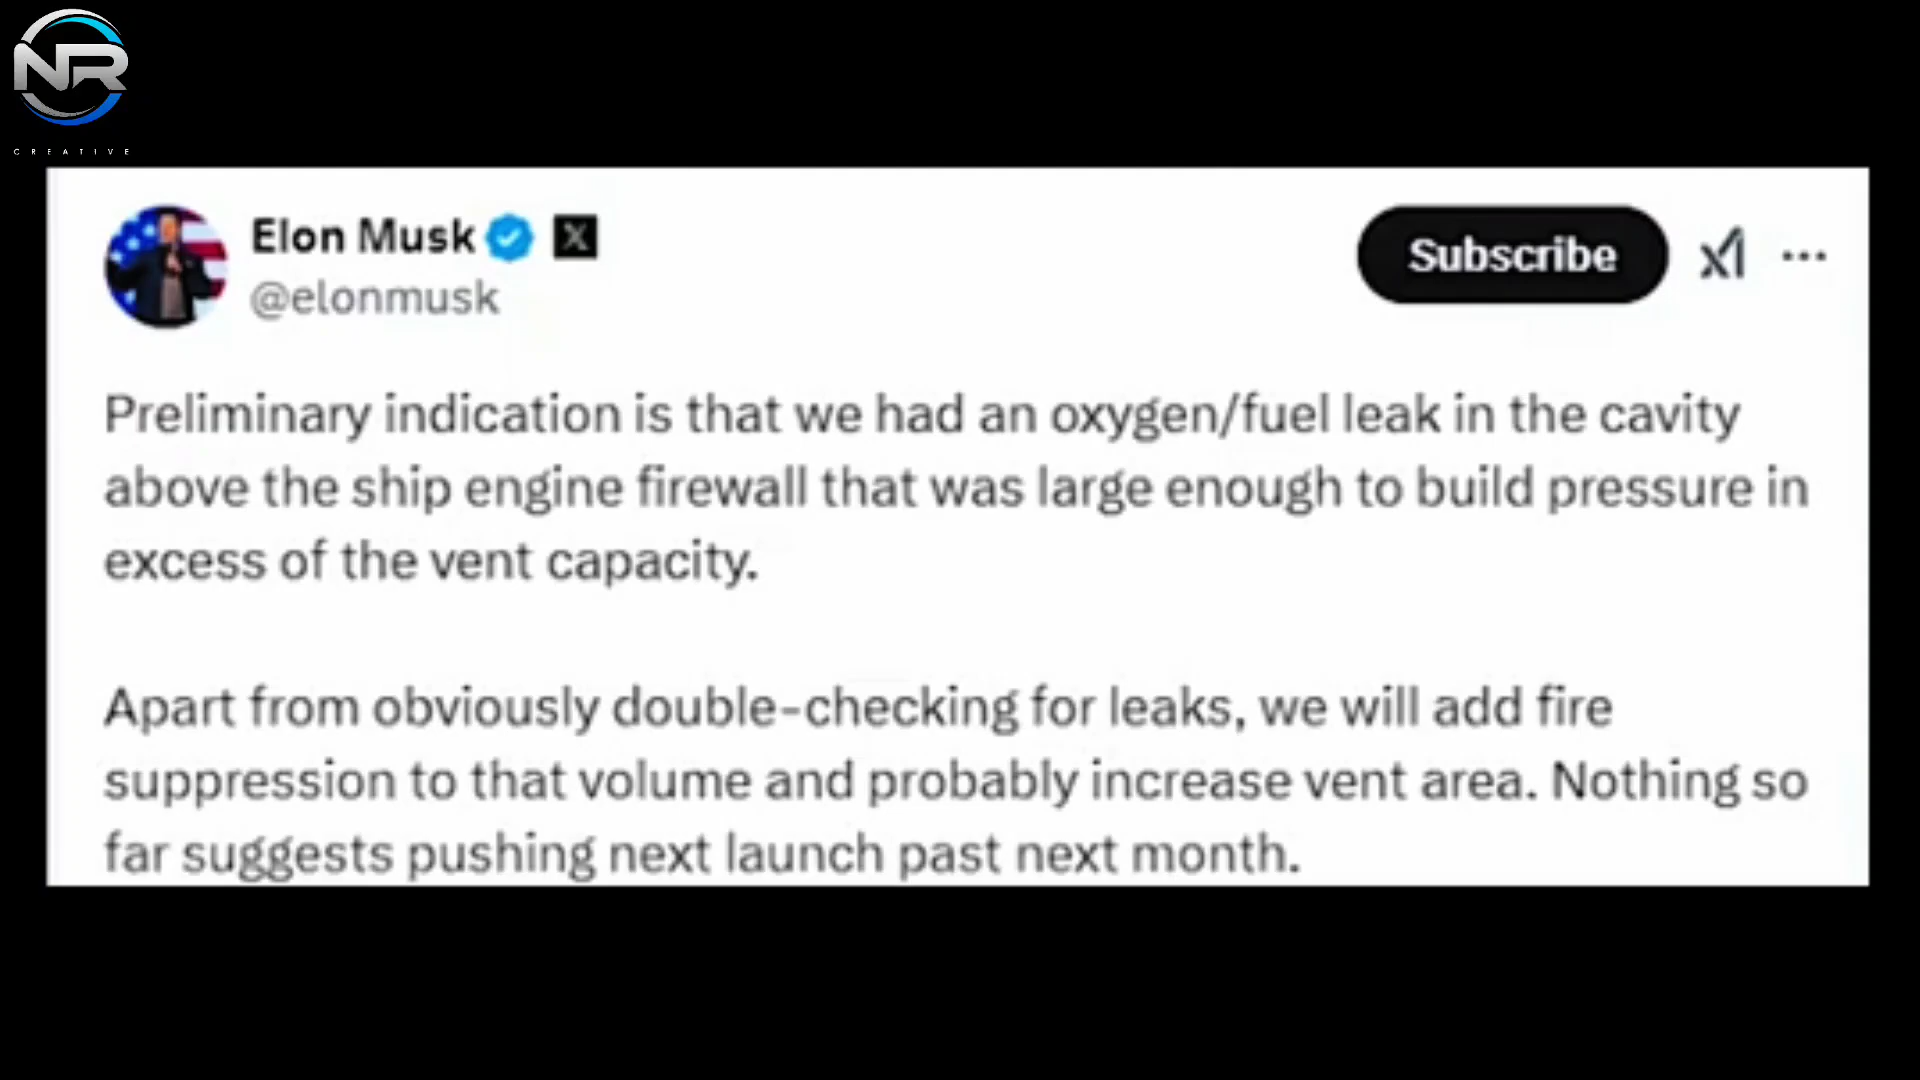 NR
CREATIVE
Elon Musk
@elonmusk
Subscribe
Preliminary indication is that we had an oxygen/fuel leak in the cavity
above the ship engine firewall that was large enough to build pressure in
excess of the vent capacity.
Apart from obviously double-checking for leaks, we will add fire
suppression to that volume and probably increase vent area. Nothing so
far suggests pushing next launch past next month.